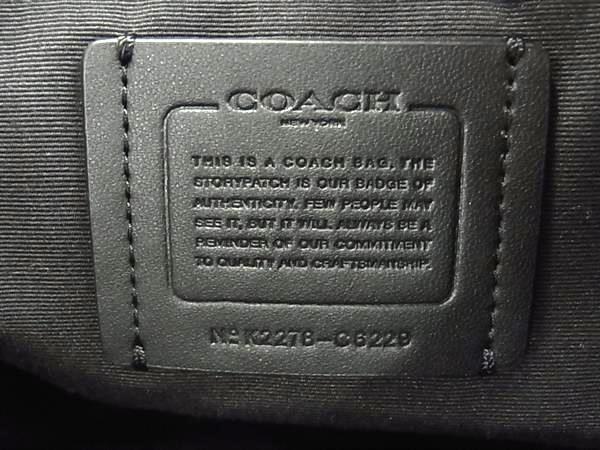 COACH
NEW YORK
THIS IS A COACH BAG. THE
STORYPATCH IS OUR BADGE OF
AUTHENTICITY. FEW PEOPLE MAY
SEE IT, BUT IT WILL ALWAYS BE A
REMINDER OF OUR COMMITMENT
TO QUALITY AND CRAFTSMANSHIP.
No K2278-C6229